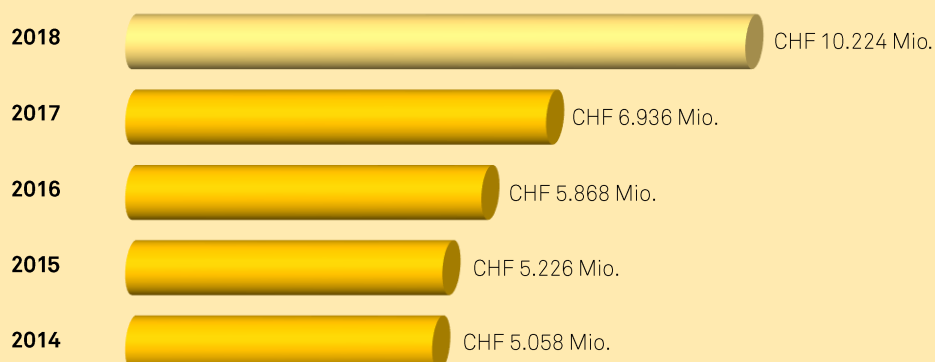 2018 CHF 10.224 Mio.
2017 CHF 6.936 Mio.
2016 CHF 5.868 Mio.
2015 CHF 5.226 Mio.
2014 CHF 5.058 Mio.